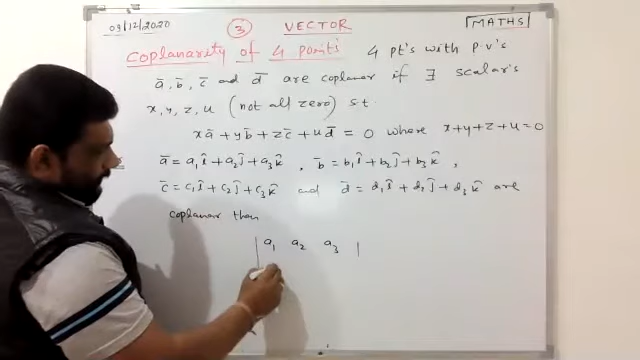 03/12/2020 3 VECTOR MATHS
Coplanarity of 4 points 4 pt's with p.v's
a̅, b̅, c̅ and d̅ are coplanar if ∃ scalar's
x, y, z, u (not all zero) s.t.
xa̅ + yb̅ + zc̅ + ud̅ = 0 where x+y+z+u=0
a̅ = a₁î + a₂ĵ + a₃k̂ , b̅ = b₁î + b₂ĵ + b₃k̂ ,
c̅ = c₁î + c₂ĵ + c₃k̂ and d̅ = d₁î + d₂ĵ + d₃k̂ are
coplanar then
| a₁ a₂ a₃ |